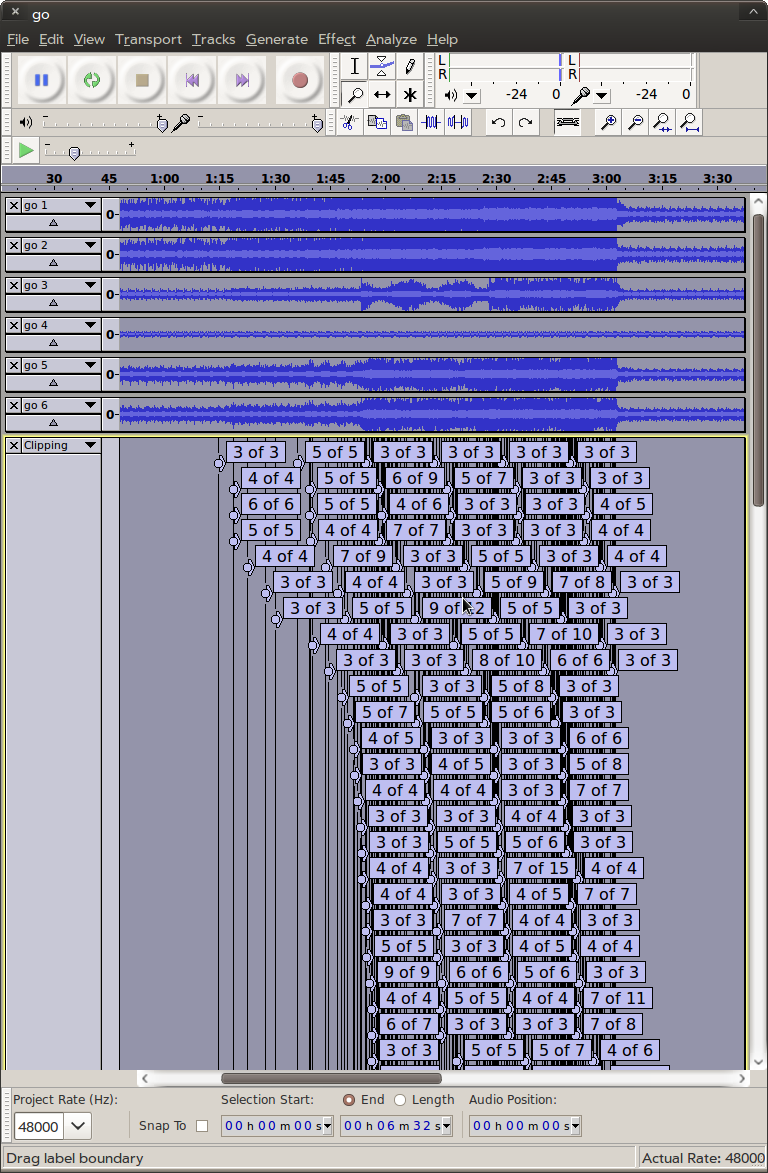 go
File Edit View Transport Tracks Generate Effect Analyze Help
L L
R R
-24 0 -24 0
30 45 1:00 1:15 1:30 1:45 2:00 2:15 2:30 2:45 3:00 3:15 3:30
go 1 0
go 2 0
go 3 0
go 4 0
go 5 0
go 6 0
Clipping
3 of 3 5 of 5 3 of 3 3 of 3 3 of 3 3 of 3
4 of 4 5 of 5 6 of 9 5 of 7 3 of 3 3 of 3
6 of 6 5 of 5 4 of 6 3 of 3 3 of 3 4 of 5
5 of 5 4 of 4 7 of 7 3 of 3 3 of 3 4 of 4
4 of 4 7 of 9 3 of 3 5 of 5 3 of 3 4 of 4
3 of 3 4 of 4 3 of 3 5 of 9 7 of 8 3 of 3
3 of 3 5 of 5 9 of 5 of 5 3 of 3
4 of 4 3 of 3 5 of 5 7 of 10 3 of 3
3 of 3 3 of 3 8 of 10 6 of 6 3 of 3
5 of 5 3 of 3 5 of 8 3 of 3
5 of 7 5 of 5 5 of 6 3 of 3
4 of 5 3 of 3 3 of 3 6 of 6
3 of 3 4 of 5 3 of 3 5 of 8
4 of 4 4 of 4 3 of 3 7 of 7
3 of 3 3 of 3 4 of 4 3 of 3
3 of 3 5 of 5 5 of 6 3 of 3
4 of 4 3 of 3 7 of 15 4 of 4
4 of 4 3 of 3 4 of 5 7 of 7
3 of 3 7 of 7 4 of 4 3 of 3
5 of 5 3 of 3 4 of 5 4 of 4
9 of 9 6 of 6 5 of 6 3 of 3
4 of 4 5 of 5 4 of 4 7 of 11
6 of 7 3 of 3 3 of 3 7 of 8
3 of 3 5 of 5 5 of 7 4 of 6
Project Rate (Hz): Selection Start: End Length Audio Position:
48000 Snap To 00 h 00 m 00 s 00 h 06 m 32 s 00 h 00 m 00 s
Drag label boundary Actual Rate: 48000